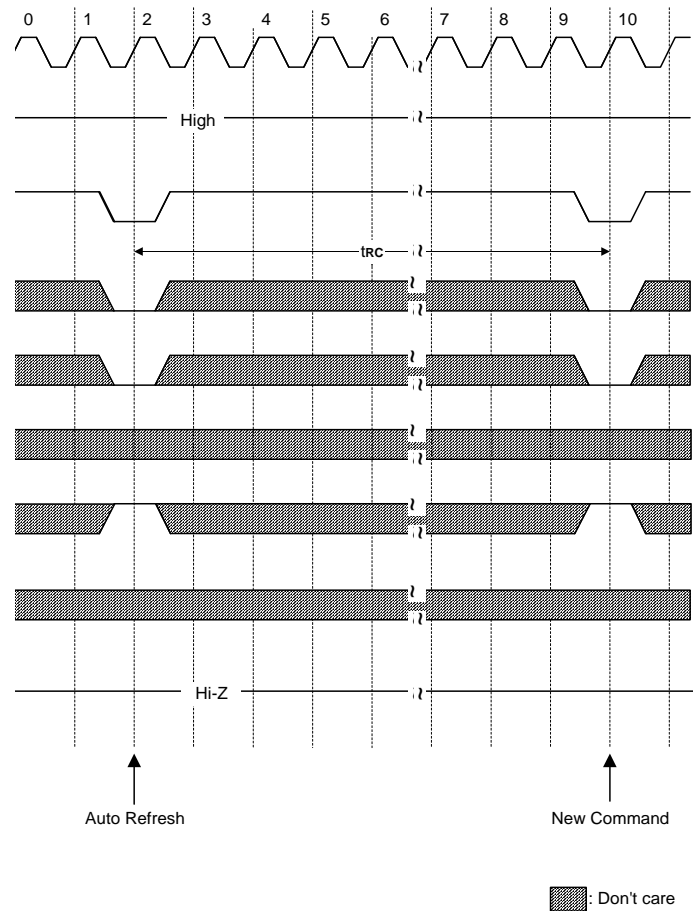 0 1 2 3 4 5 6 7 8 9 10
High
tRC
Hi-Z
Auto Refresh New Command
: Don't care